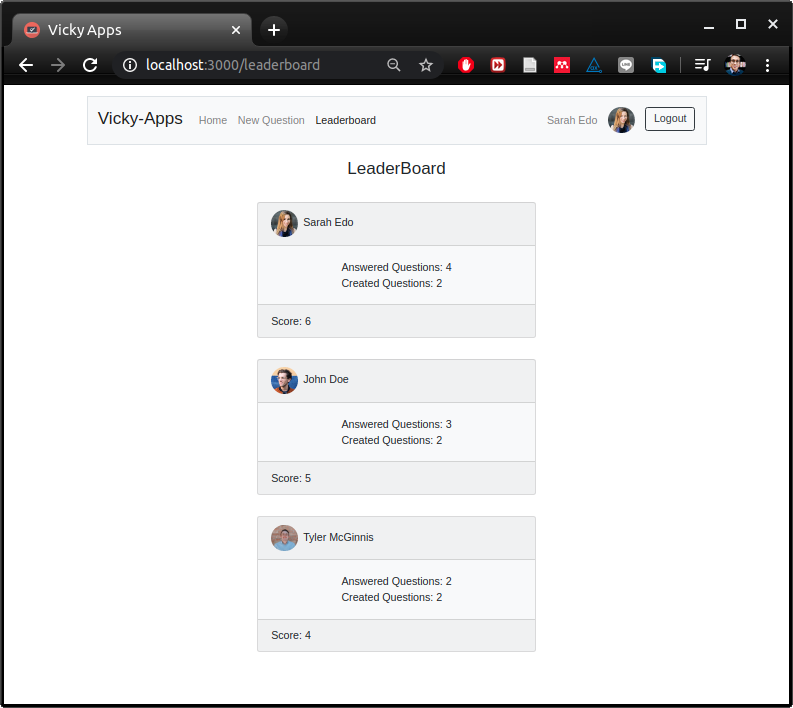 Vicky Apps
localhost:3000/leaderboard
Vicky-Apps Home New Question Leaderboard Sarah Edo Logout
LeaderBoard
Sarah Edo
Answered Questions: 4
Created Questions: 2
Score: 6
John Doe
Answered Questions: 3
Created Questions: 2
Score: 5
Tyler McGinnis
Answered Questions: 2
Created Questions: 2
Score: 4